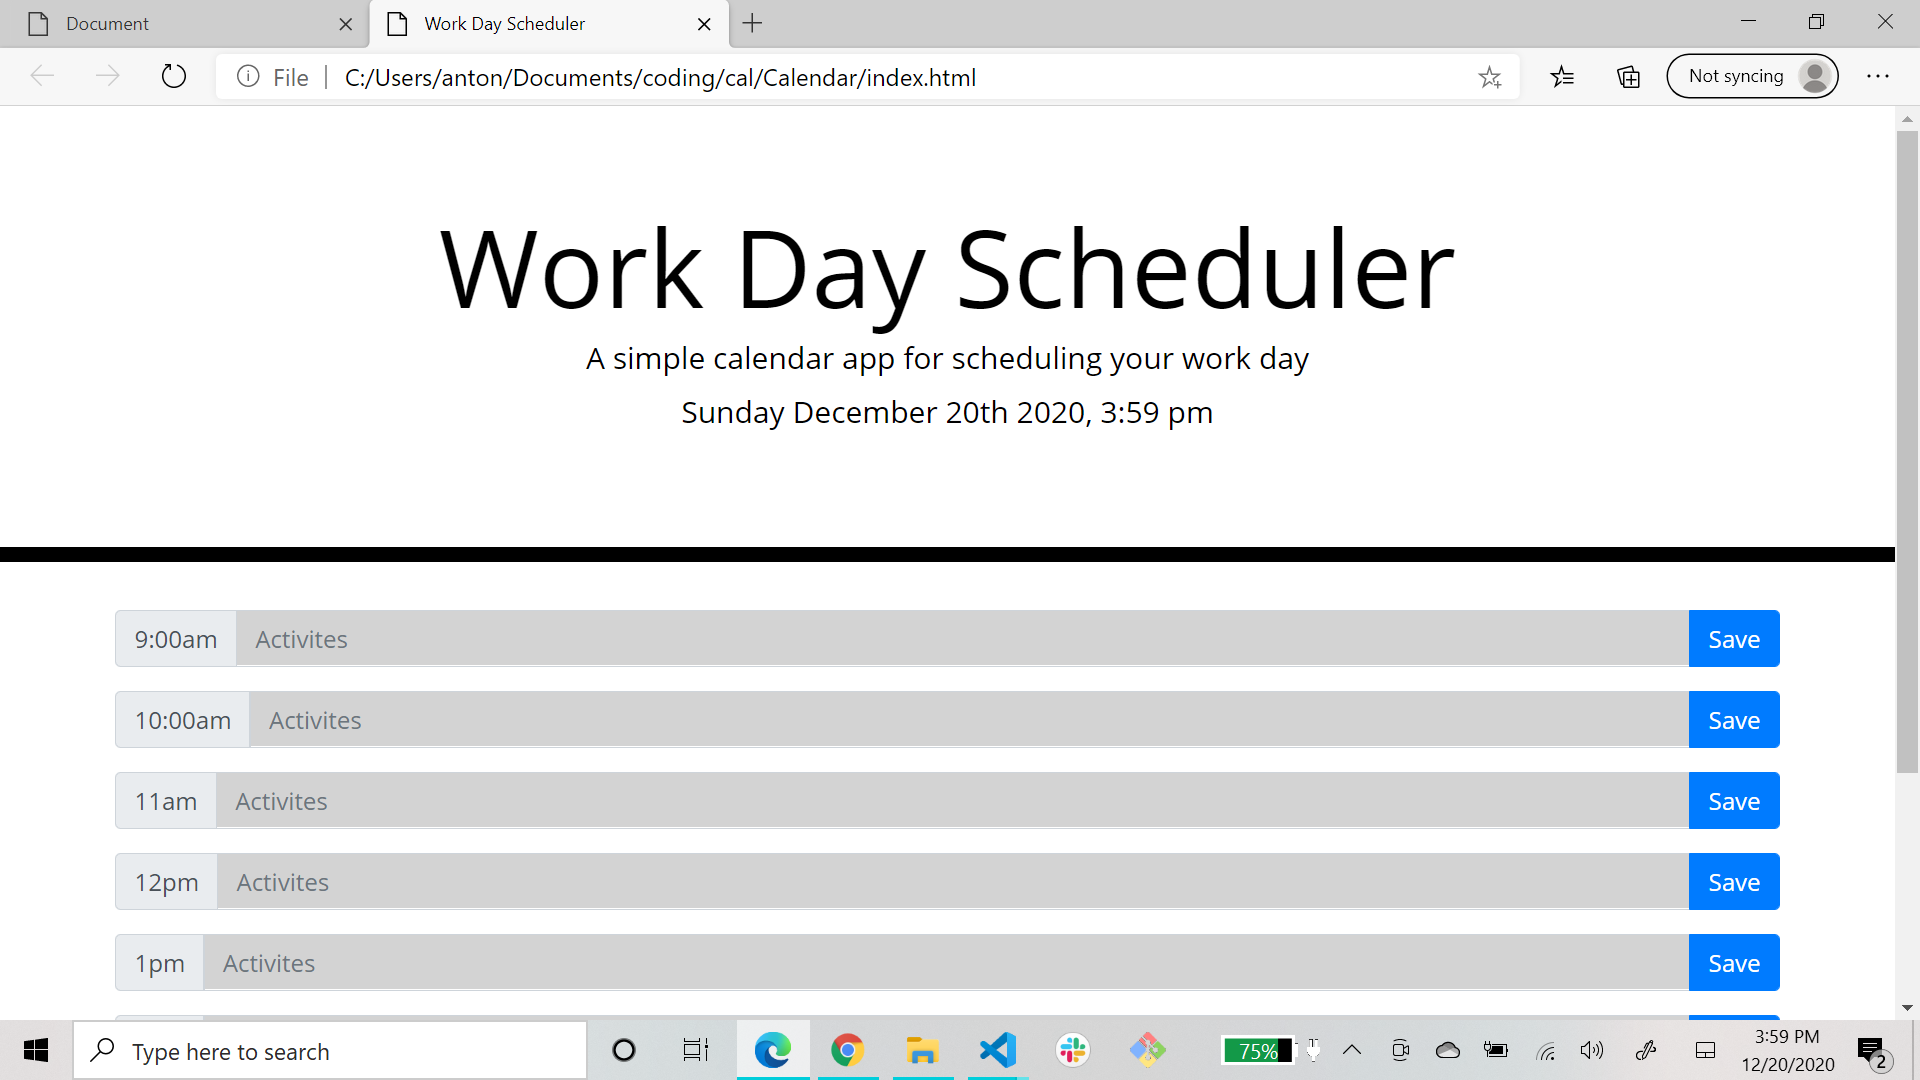 Document
Work Day Scheduler
File
C:/Users/anton/Documents/coding/cal/Calendar/index.html
Not syncing
Work Day Scheduler
A simple calendar app for scheduling your work day
Sunday December 20th 2020, 3:59 pm
9:00am Activites Save
10:00am Activites Save
11am Activites Save
12pm Activites Save
1pm Activites Save
Type here to search
75%
3:59 PM
12/20/2020
2